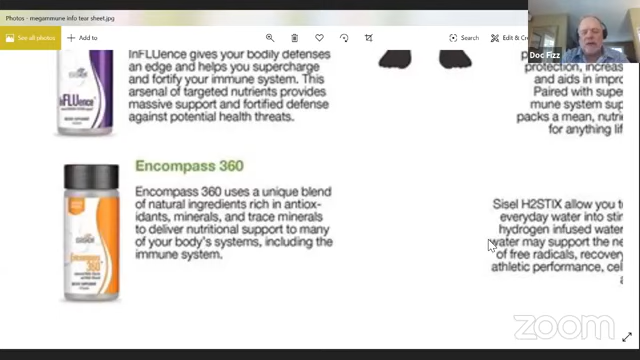 Photos - megammune info tear sheet.jpg
See all photos
Add to
Search
Edit & Cre
Doc Fizz
InFLUence gives your bodily defenses
an edge and helps you supercharge
and fortify your immune system. This
arsenal of targeted nutrients provides
massive support and fortified defense
against potential health threats.
InFLUence
Encompass 360
Encompass 360 uses a unique blend
of natural ingredients rich in antiox-
idants, minerals, and trace minerals
to deliver nutritional support to many
of your body's systems, including the
immune system.
Encompass
360
protection, increas
and aids in impro
Paired with supe
mune system sup
packs a mean, nutri
for anything lif
Sisel H2STIX allow you t
everyday water into stir
hydrogen infused water
water may support the ne
of free radicals, recovery
athletic performance, cel
zoom